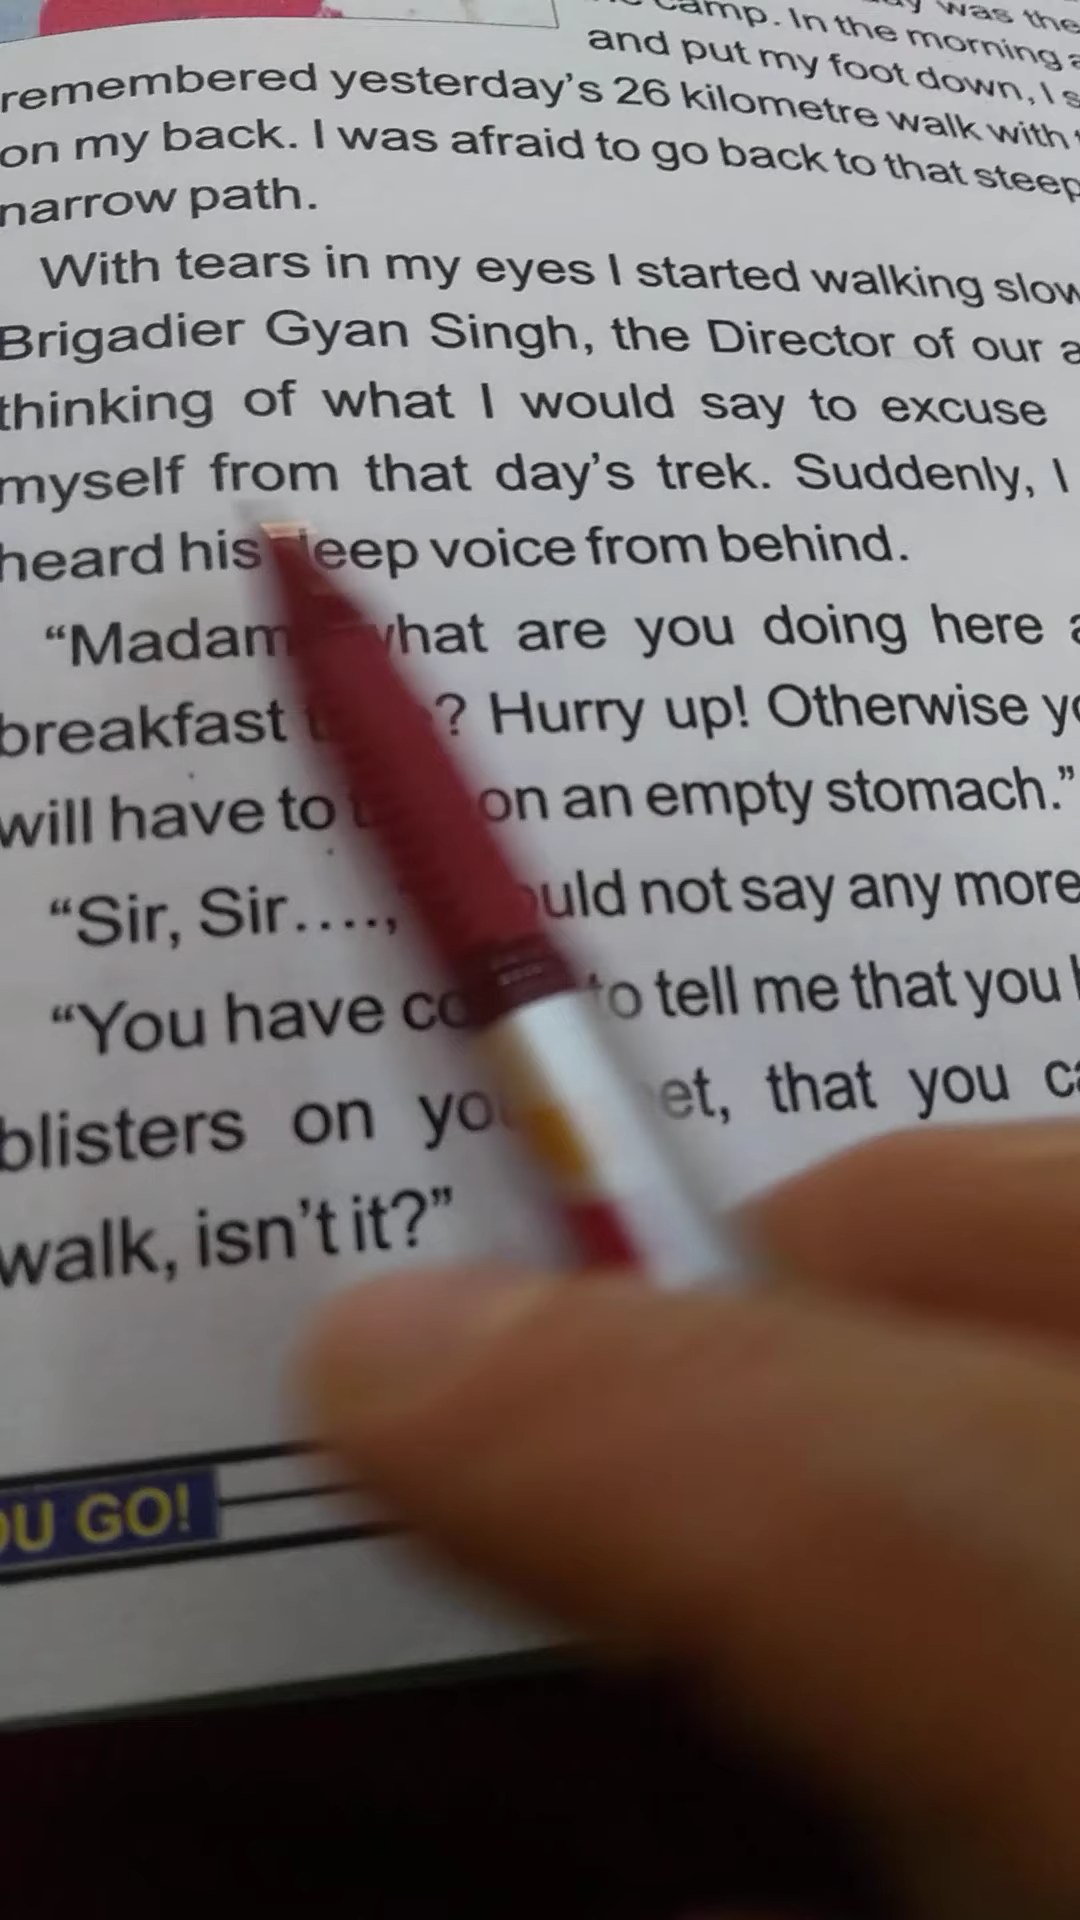 camp. In the morning
and put my foot down, I
remembered yesterday's 26 kilometre walk with
on my back. I was afraid to go back to that steep
narrow path.
With tears in my eyes I started walking
Brigadier Gyan Singh, the Director of our
thinking of what I would say to excuse
myself from that day's trek. Suddenly, I
heard his deep voice from behind.
"Madam what are you doing here
breakfast ? Hurry up! Otherwise
will have to on an empty stomach."
"Sir, Sir...., not say any more
"You have to tell me that you
blisters on that you
walk, isn't it?"
GO!